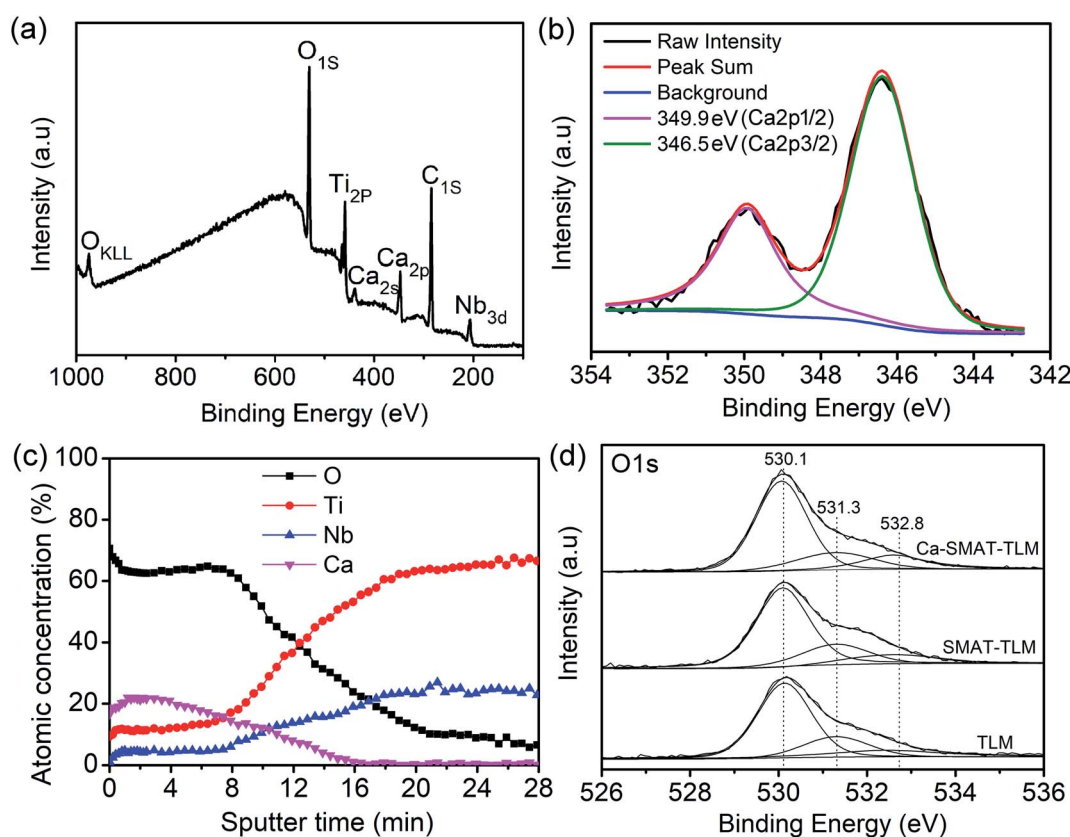 (a)
Intensity (a.u)
O1S
C1S
Ti2P
OKLL
Ca2s
Ca2p
Nb3d
1000 800 600 400 200
Binding Energy (eV)
(b)
Intensity (a.u)
Raw Intensity
Peak Sum
Background
349.9eV (Ca2p1/2)
346.5eV (Ca2p3/2)
354 352 350 348 346 344 342
Binding Energy (eV)
(c)
Atomic concentration (%)
100
80
60
40
20
0
O
Ti
Nb
Ca
0 4 8 12 16 20 24 28
Sputter time (min)
(d)
O1s
Intensity (a.u)
530.1
531.3
532.8
Ca-SMAT-TLM
SMAT-TLM
TLM
526 528 530 532 534 536
Binding Energy (eV)